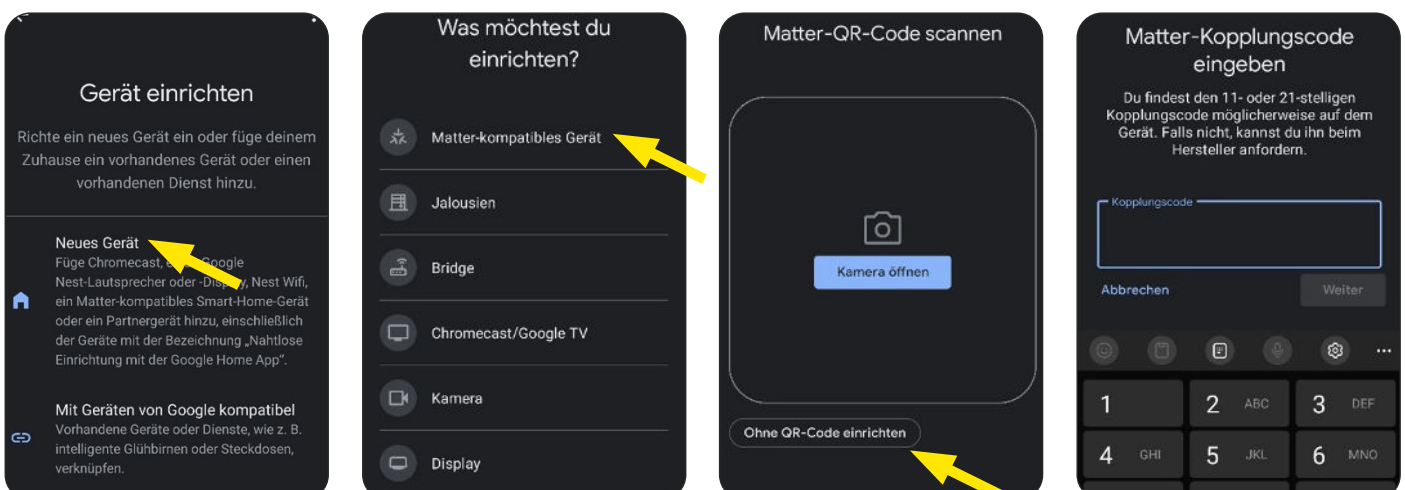 Gerät einrichten
Richte ein neues Gerät ein oder füge deinem
Zuhause ein vorhandenes Gerät oder einen
vorhandenen Dienst hinzu.
Neues Gerät
Füge Chromecast, Google
Nest-Lautsprecher oder -Display, Nest Wifi,
ein Matter-kompatibles Smart-Home-Gerät
oder ein Partnergerät hinzu, einschließlich
der Geräte mit der Bezeichnung „Nahtlose
Einrichtung mit der Google Home App“.
Mit Geräten von Google kompatibel
Vorhandene Geräte oder Dienste, wie z. B.
intelligente Glühbirnen oder Steckdosen,
verknüpfen.
Was möchtest du
einrichten?
Matter-kompatibles Gerät
Jalousien
Bridge
Chromecast/Google TV
Kamera
Display
Matter-QR-Code scannen
Kamera öffnen
Ohne QR-Code einrichten
Matter-Kopplungscode
eingeben
Du findest den 11- oder 21-stelligen
Kopplungscode möglicherweise auf dem
Gerät. Falls nicht, kannst du ihn beim
Hersteller anfordern.
Kopplungscode
Abbrechen
Weiter
1
2 ABC
3 DEF
4 GHI
5 JKL
6 MNO